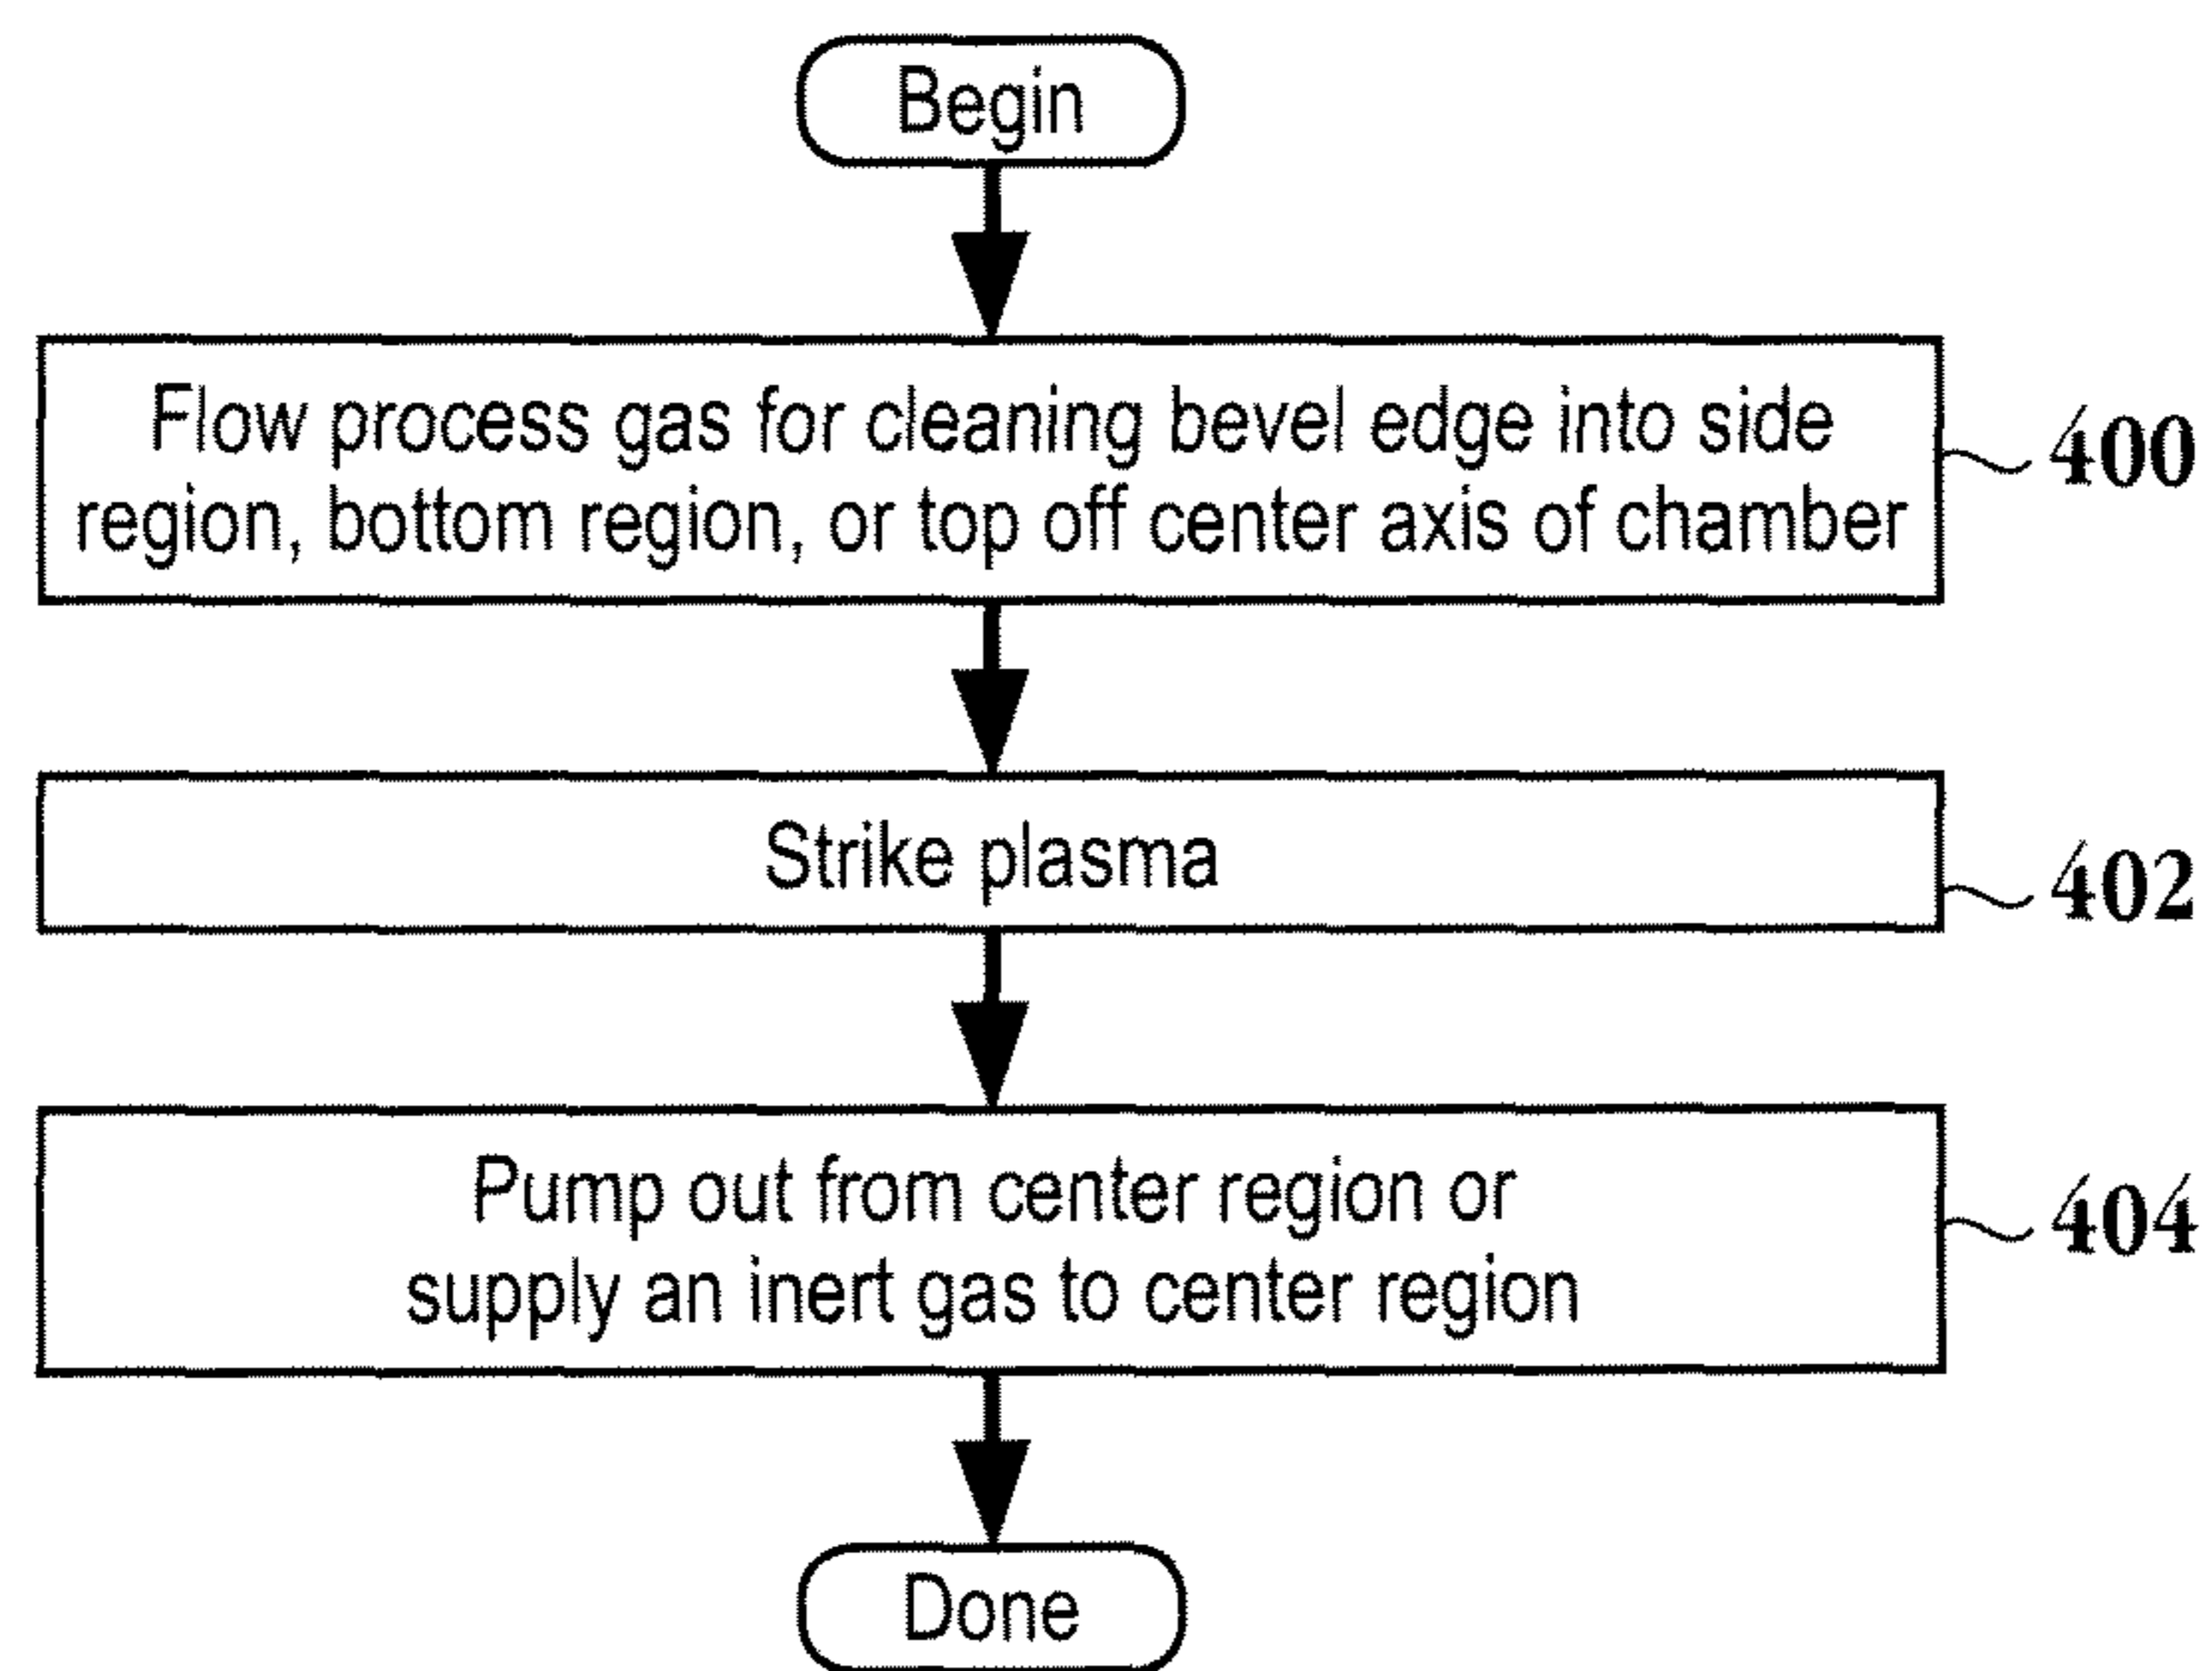 Begin
Flow process gas for cleaning bevel edge into side
region, bottom region, or top off center axis of chamber
400
Strike plasma
402
Pump out from center region or
supply an inert gas to center region
404
Done